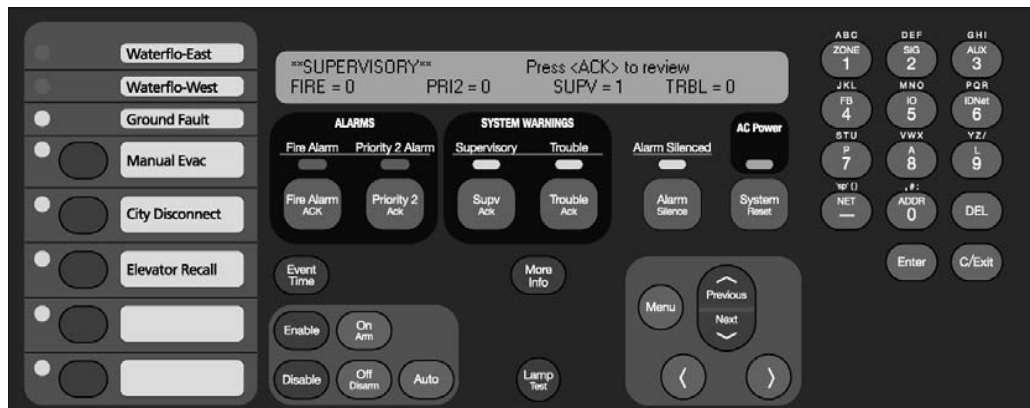 Waterflo-East
Waterflo-West
Ground Fault
Manual Evac
City Disconnect
Elevator Recall
**SUPERVISORY** Press <ACK> to review
FIRE = 0 PRI2 = 0 SUPV = 1 TRBL = 0
ALARMS
Fire Alarm Priority 2 Alarm
Fire Alarm
ACK
Priority 2
Ack
SYSTEM WARNINGS
Supervisory Trouble
Supv
Ack
Trouble
Ack
Alarm Silenced
Alarm
Silence
AC Power
System
Reset
Event
Time
More
Info
Enable
On
Arm
Disable
Off
Disarm
Auto
Lamp
Test
Menu
Previous
Next
ABC
ZONE
1
DEF
SIG
2
GHI
AUX
3
JKL
FB
4
MNO
IO
5
PQR
IDNet
6
STU
P
7
VWX
A
8
YZ/
L
9
'sp' ()
NET
—
,#:
ADDR
0
DEL
Enter
C/Exit